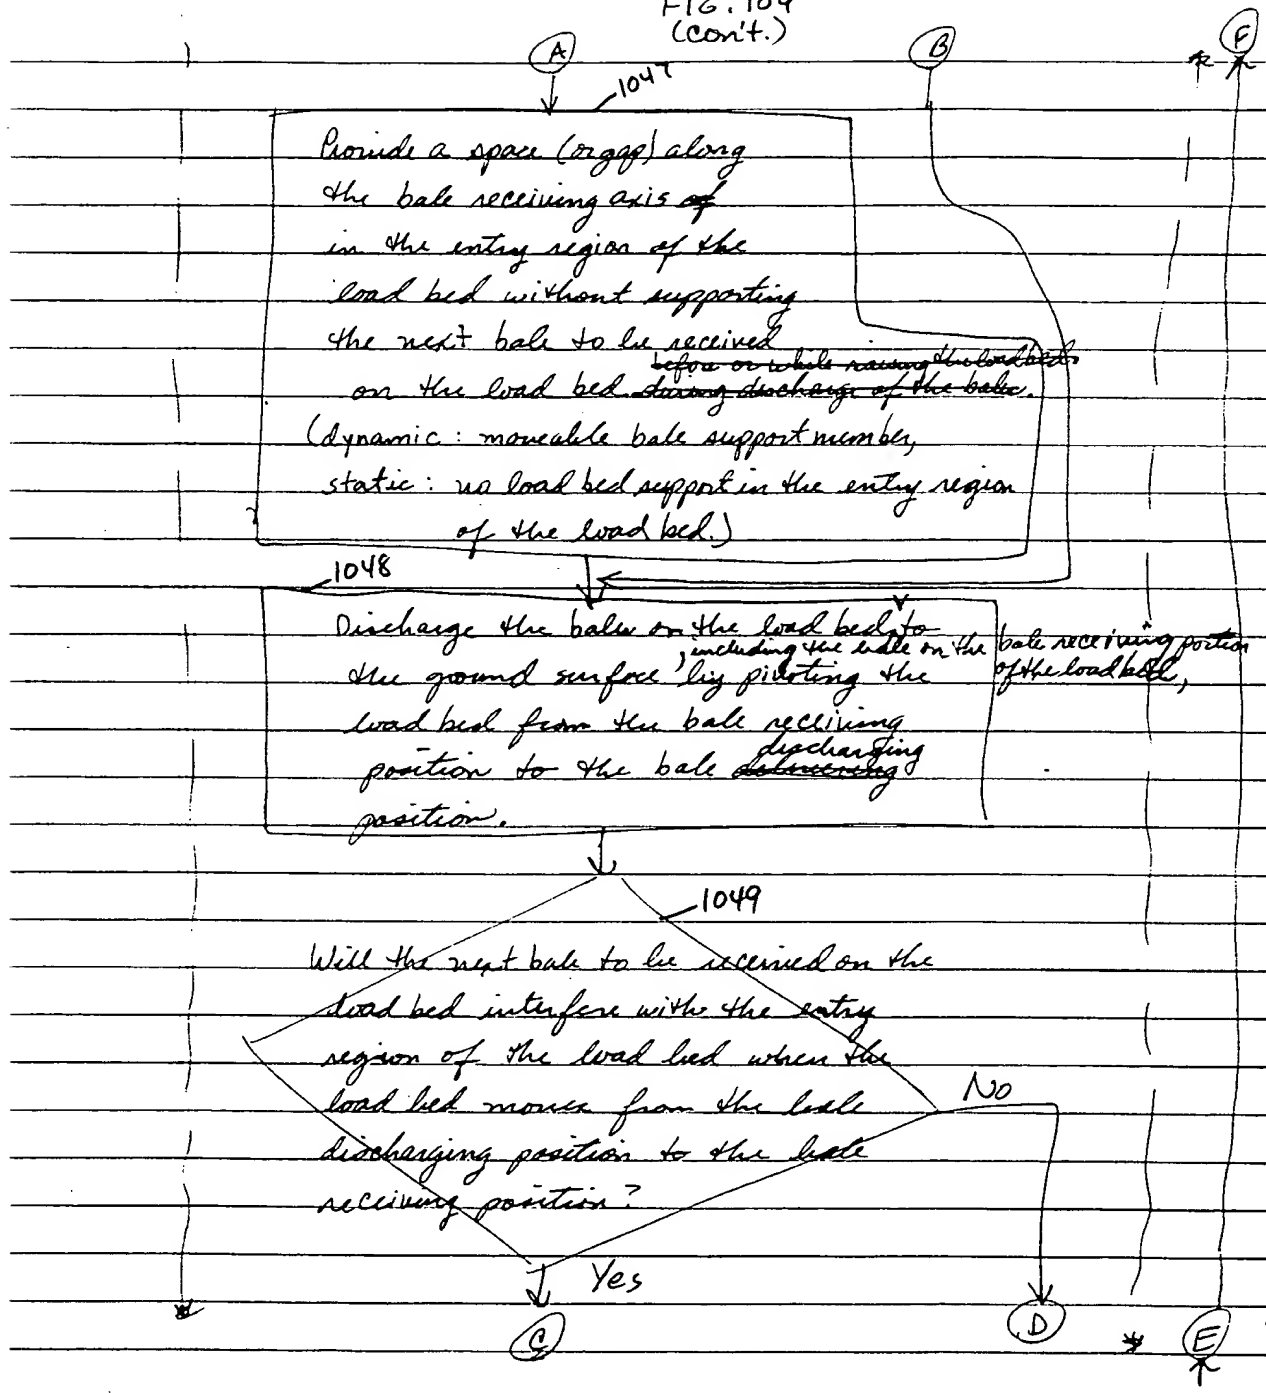 FIG. 104
(con't.)
A
B
F
1047
Provide a space (or gap) along
the bale receiving axis of
in the entry region of the
load bed without supporting
the next bale to be received
before or while raising the load bed
on the load bed during discharge of the bales.
(dynamic: moveable bale support member,
static: no load bed support in the entry region
of the load bed.)
1048
Discharge the bales on the load bed to
, including the bale on the bale receiving portion
of the load bed,
the ground surface by pivoting the
load bed from the bale receiving
discharging
position to the bale delivering
position.
1049
Will the next bale to be received on the
load bed interfere with the entry
region of the load bed when the
load bed moves from the bale
No
discharging position to the bale
receiving position?
Yes
C
D
E